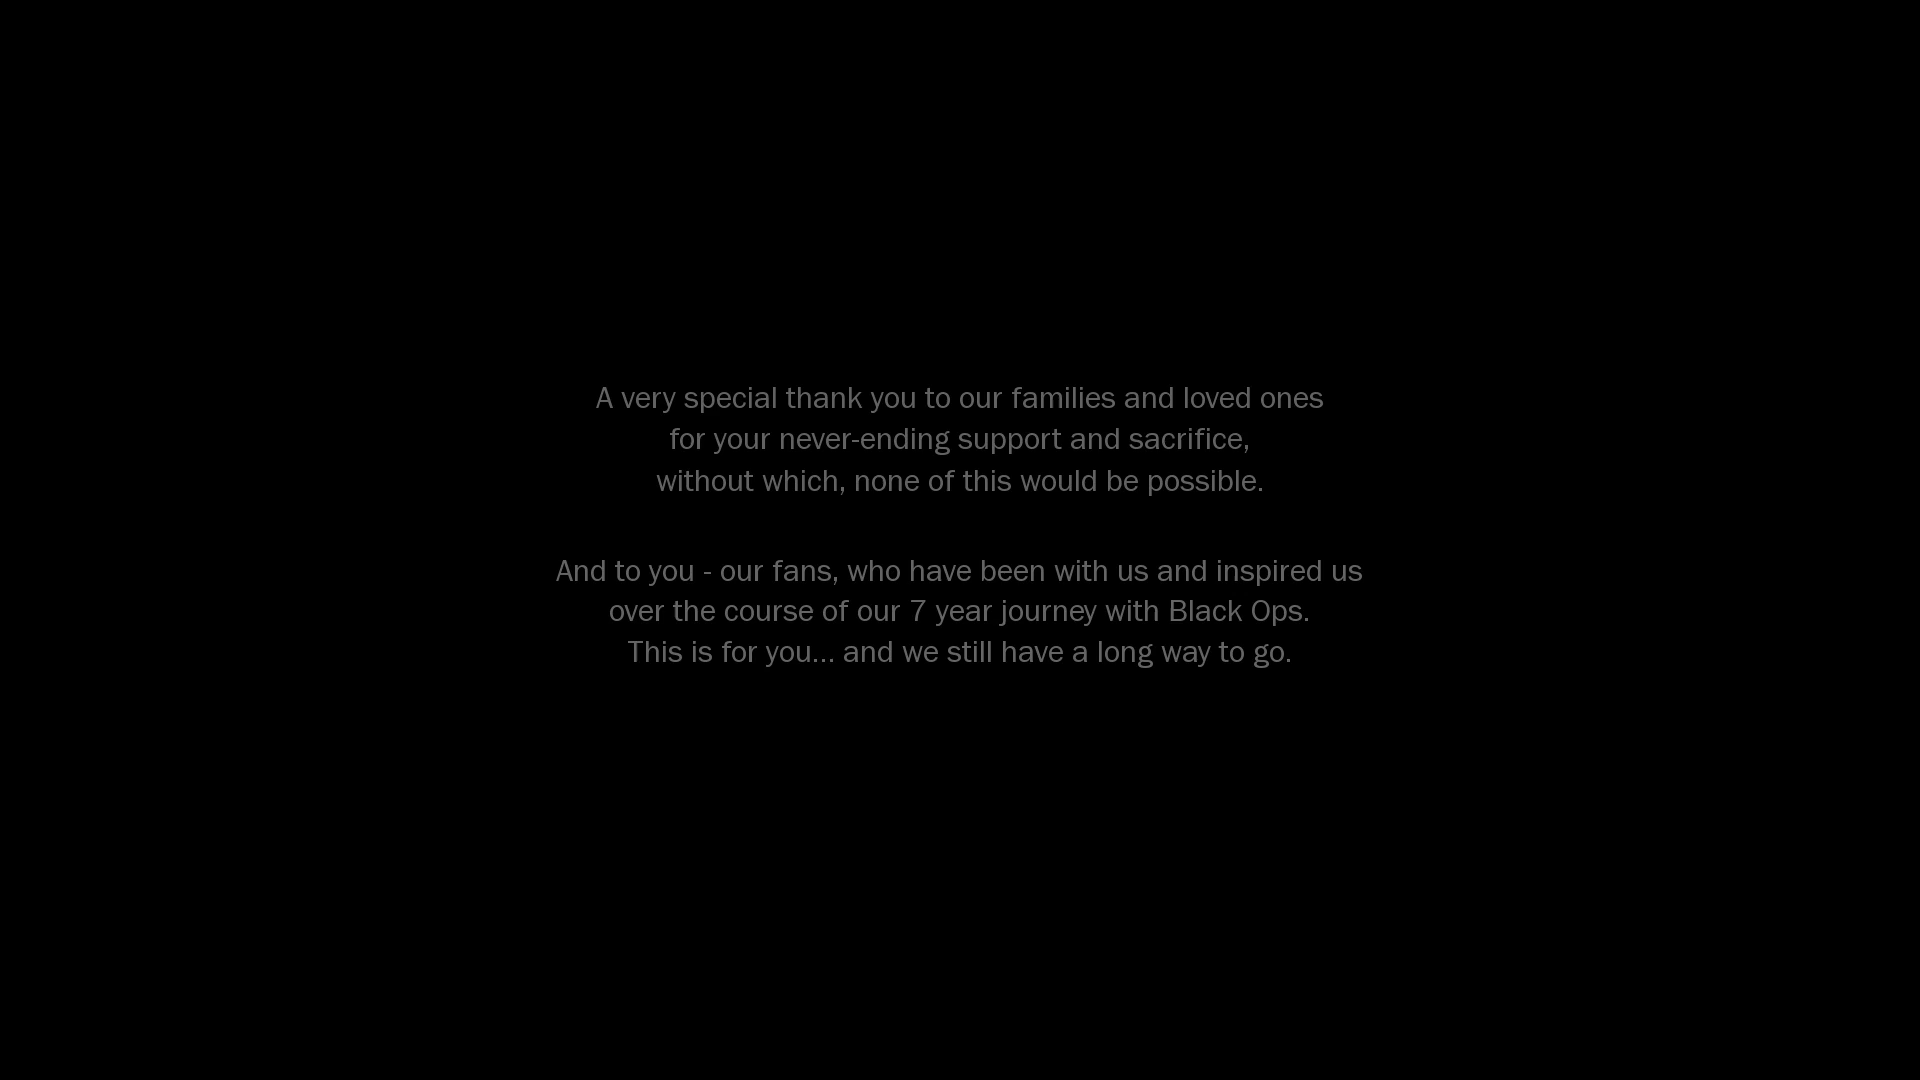 A very special thank you to our families and loved ones
for your never-ending support and sacrifice,
without which, none of this would be possible.
And to you - our fans, who have been with us and inspired us
over the course of our 7 year journey with Black Ops.
This is for you... and we still have a long way to go.